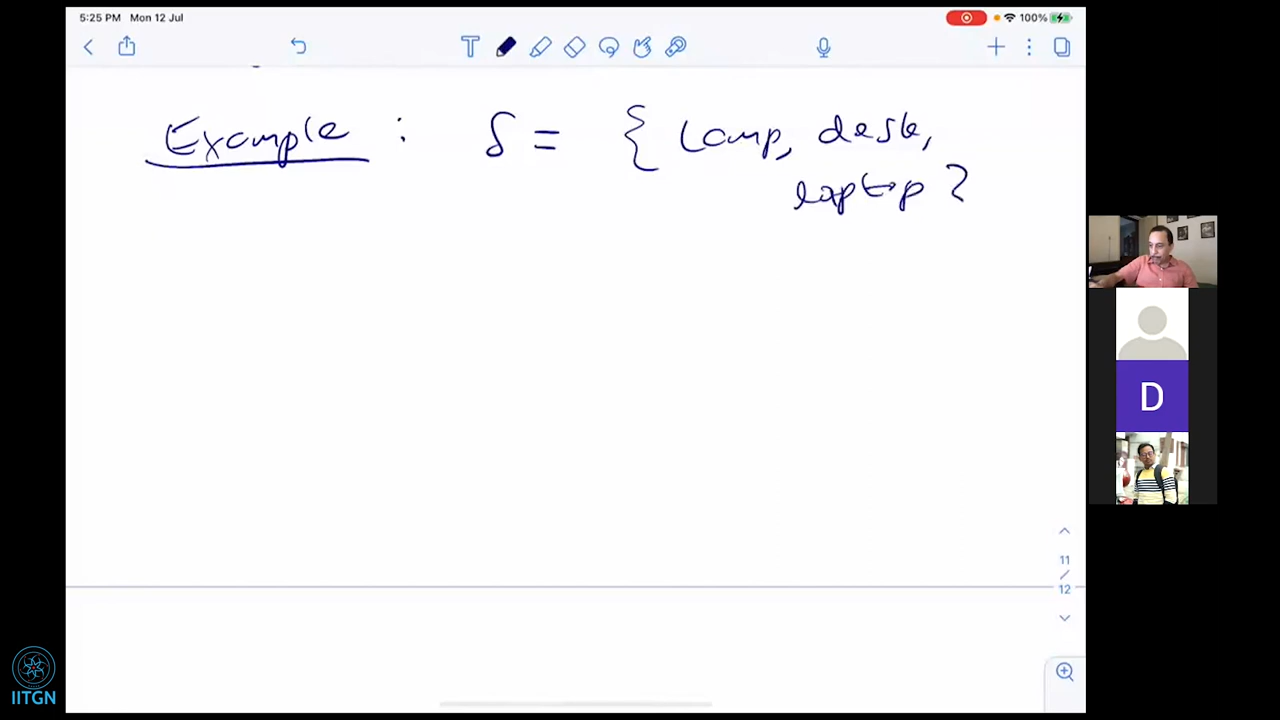 5:25 PM Mon 12 Jul
100%
Example : S = { Lamp, desk,
laptop }
11
/
12
D
IITGN